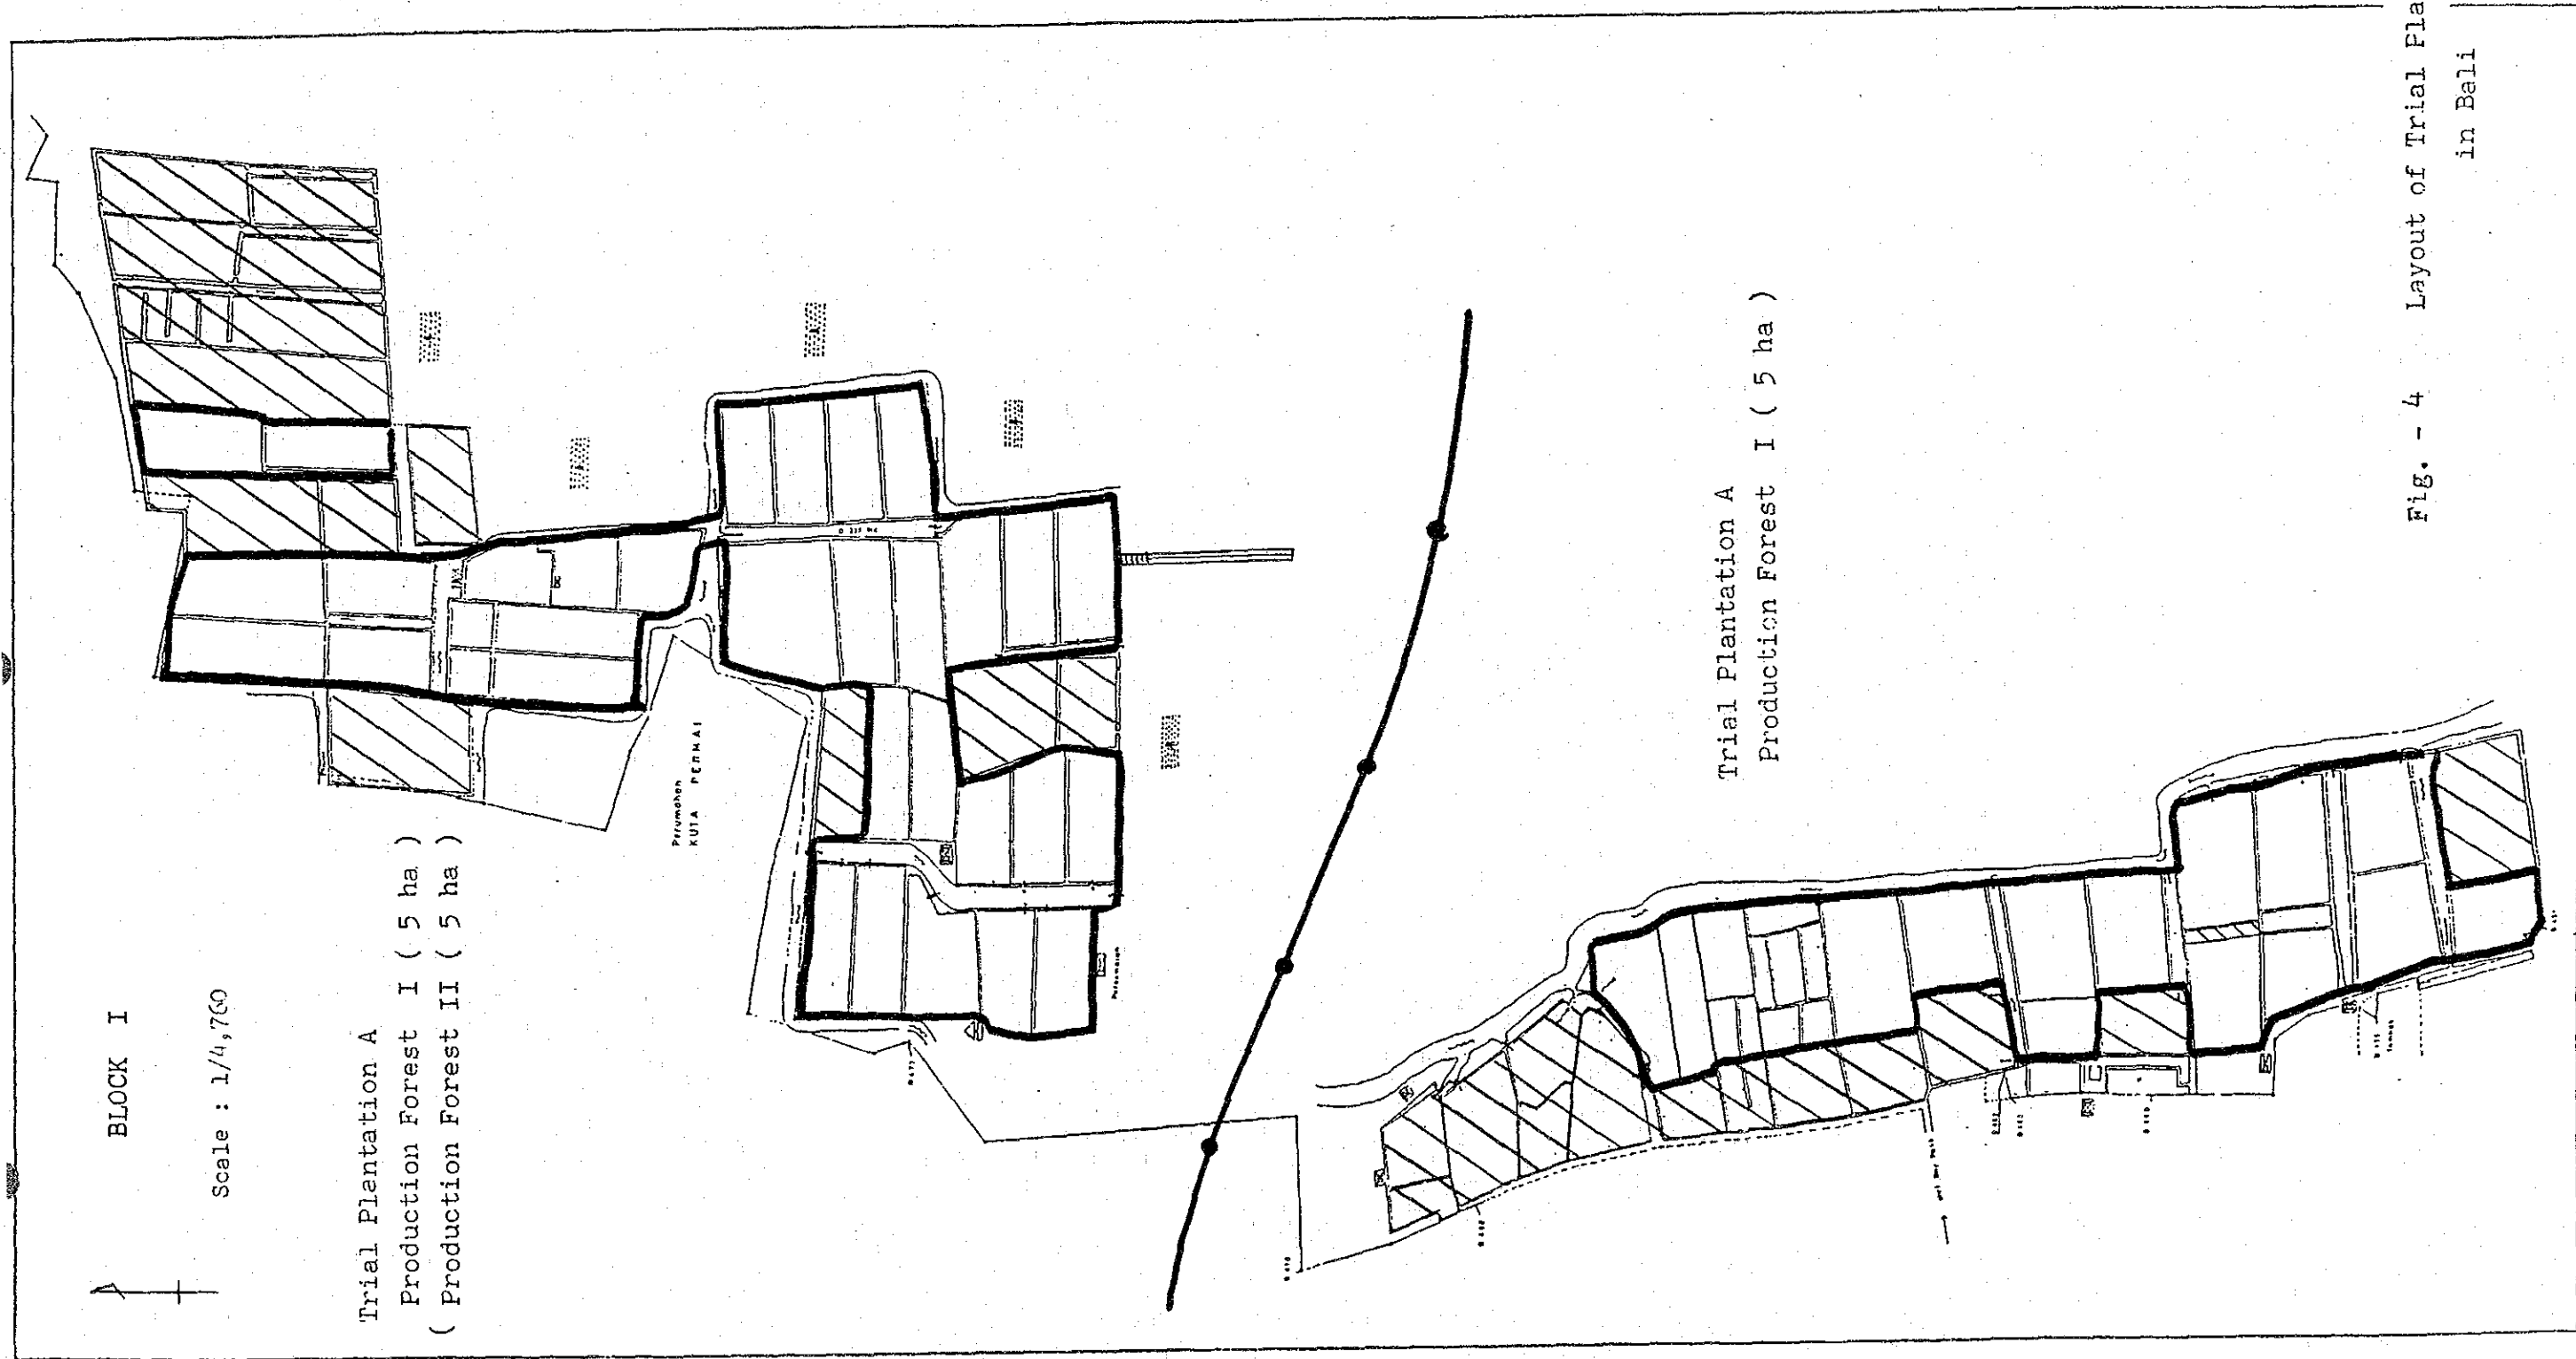 BLOCK I
Scale : 1/4,700
Trial Plantation A
Production Forest I ( 5 ha )
( Production Forest II ( 5 ha )
Perumahan
KUTA PERMAI
Trial Plantation A
Production Forest I ( 5 ha )
Fig. - 4 Layout of Trial Pla
in Bali